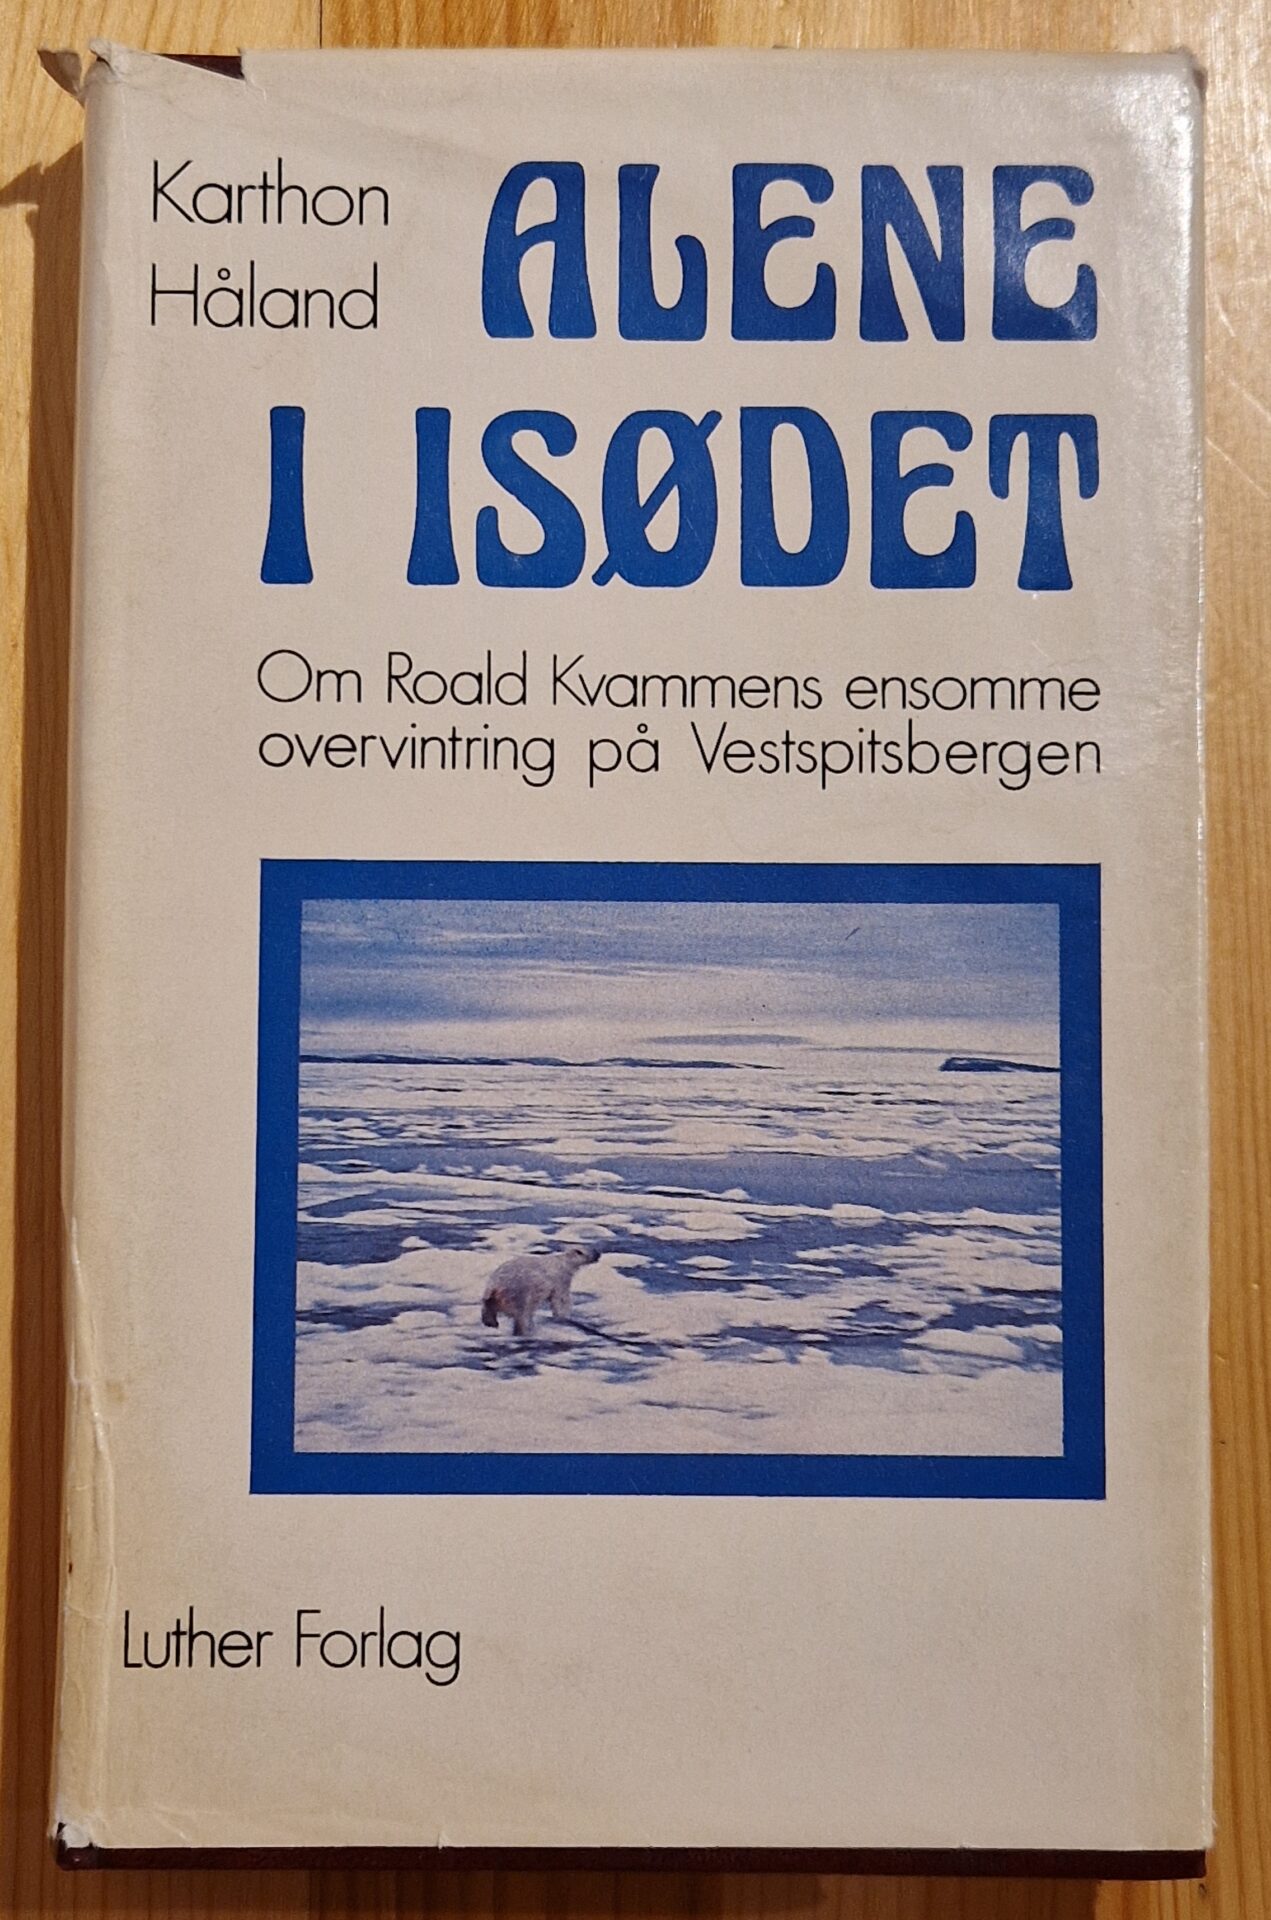 Karthon
Håland
ALENE
I ISØDET
Om Roald Kvammens ensomme
overvintring på Vestspitsbergen
Luther Forlag